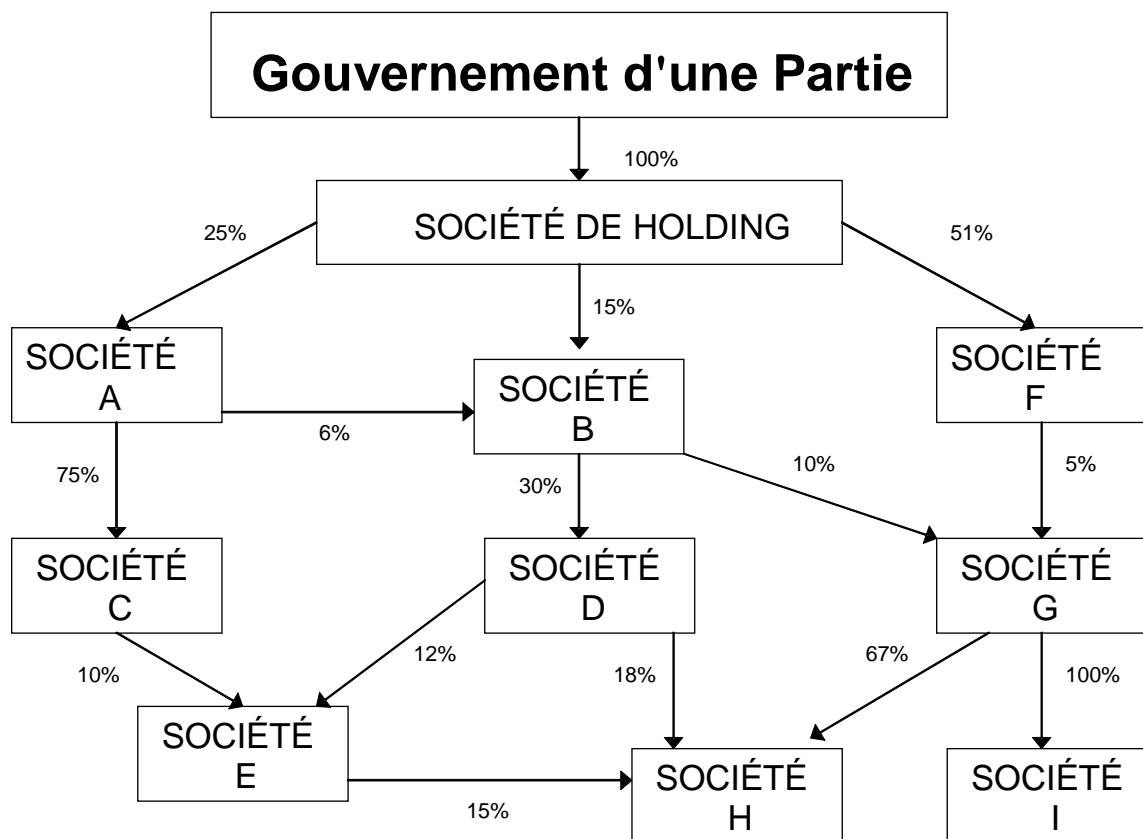 Gouvernement d'une Partie
100%
SOCIÉTÉ DE HOLDING
25%
51%
15%
SOCIÉTÉ
A
SOCIÉTÉ
B
SOCIÉTÉ
F
6%
75%
30%
10%
5%
SOCIÉTÉ
C
SOCIÉTÉ
D
SOCIÉTÉ
G
10%
12%
18%
67%
100%
SOCIÉTÉ
E
SOCIÉTÉ
H
SOCIÉTÉ
I
15%